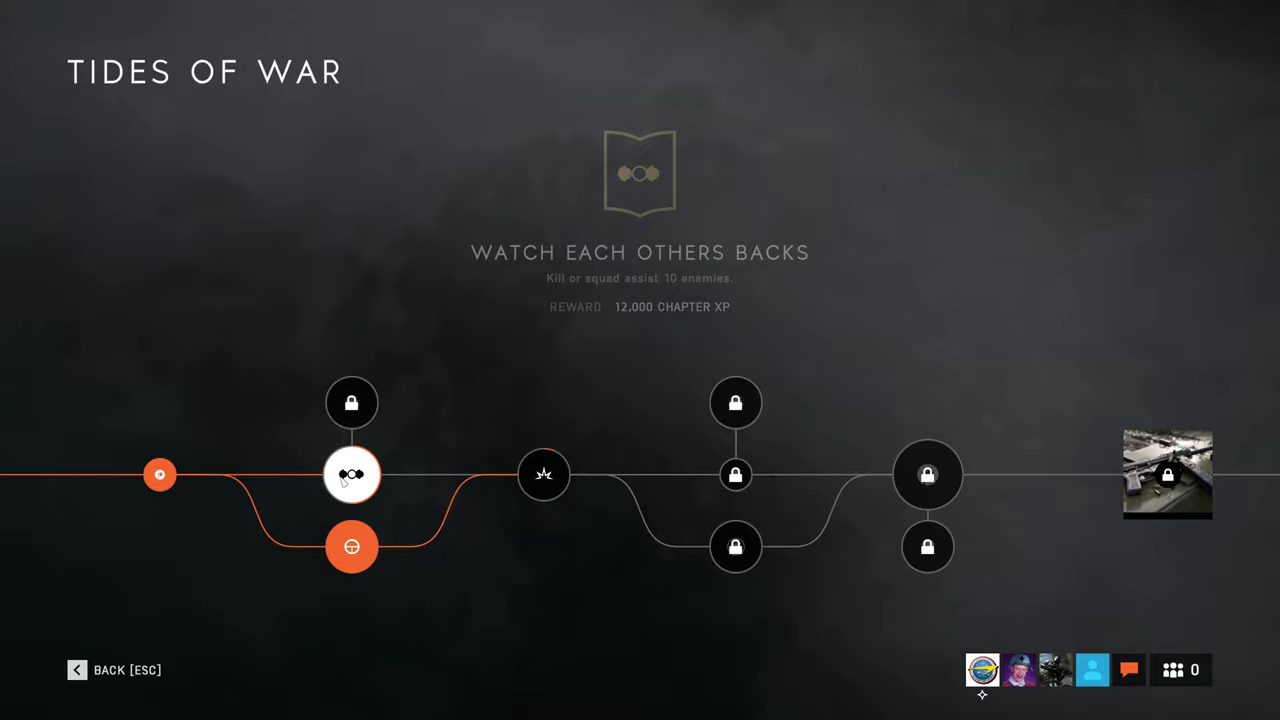 TIDES OF WAR
WATCH EACH OTHERS BACKS
Kill or squad assist 10 enemies.
REWARD 12,000 CHAPTER XP
BACK [ESC]
0